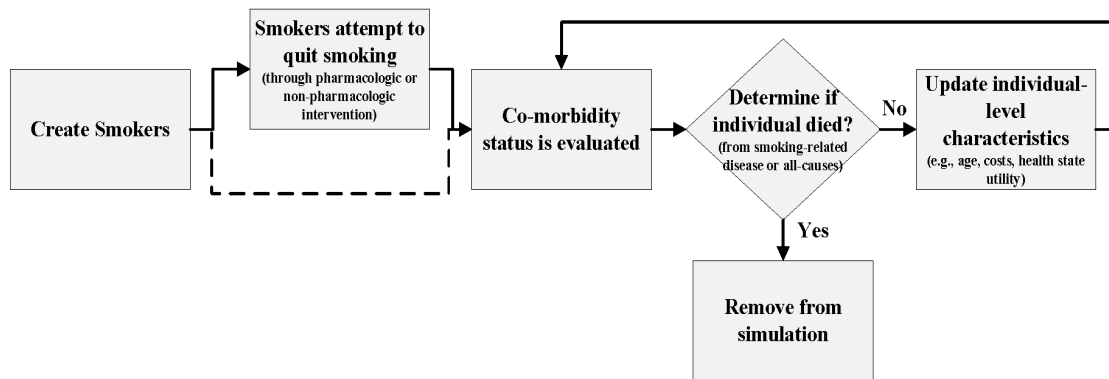 Create Smokers
Smokers attempt to
quit smoking
(through pharmacologic or
non-pharmacologic
intervention)
Co-morbidity
status is evaluated
Determine if
individual died?
(from smoking-related
disease or all-causes)
No
Yes
Update individual-
level
characteristics
(e.g., age, costs, health state
utility)
Remove from
simulation